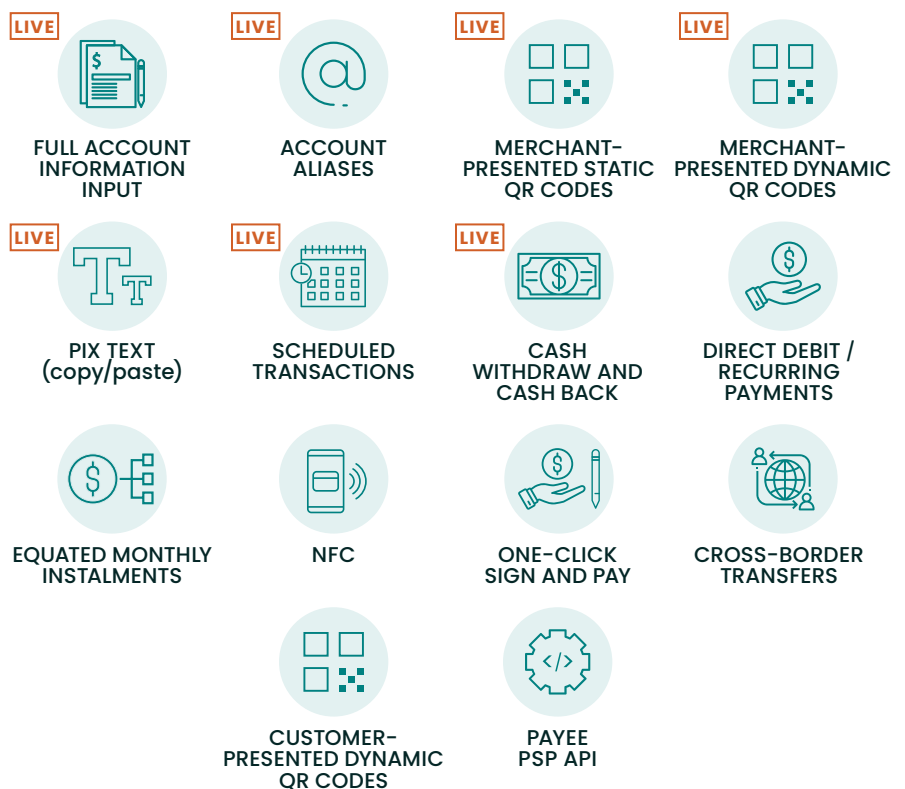 LIVE
FULL ACCOUNT
INFORMATION
INPUT
LIVE
ACCOUNT
ALIASES
LIVE
MERCHANT-
PRESENTED STATIC
QR CODES
LIVE
MERCHANT-
PRESENTED DYNAMIC
QR CODES
LIVE
PIX TEXT
(copy/paste)
LIVE
SCHEDULED
TRANSACTIONS
LIVE
CASH
WITHDRAW AND
CASH BACK
DIRECT DEBIT /
RECURRING
PAYMENTS
EQUATED MONTHLY
INSTALMENTS
NFC
ONE-CLICK
SIGN AND PAY
CROSS-BORDER
TRANSFERS
CUSTOMER-
PRESENTED DYNAMIC
QR CODES
PAYEE
PSP API